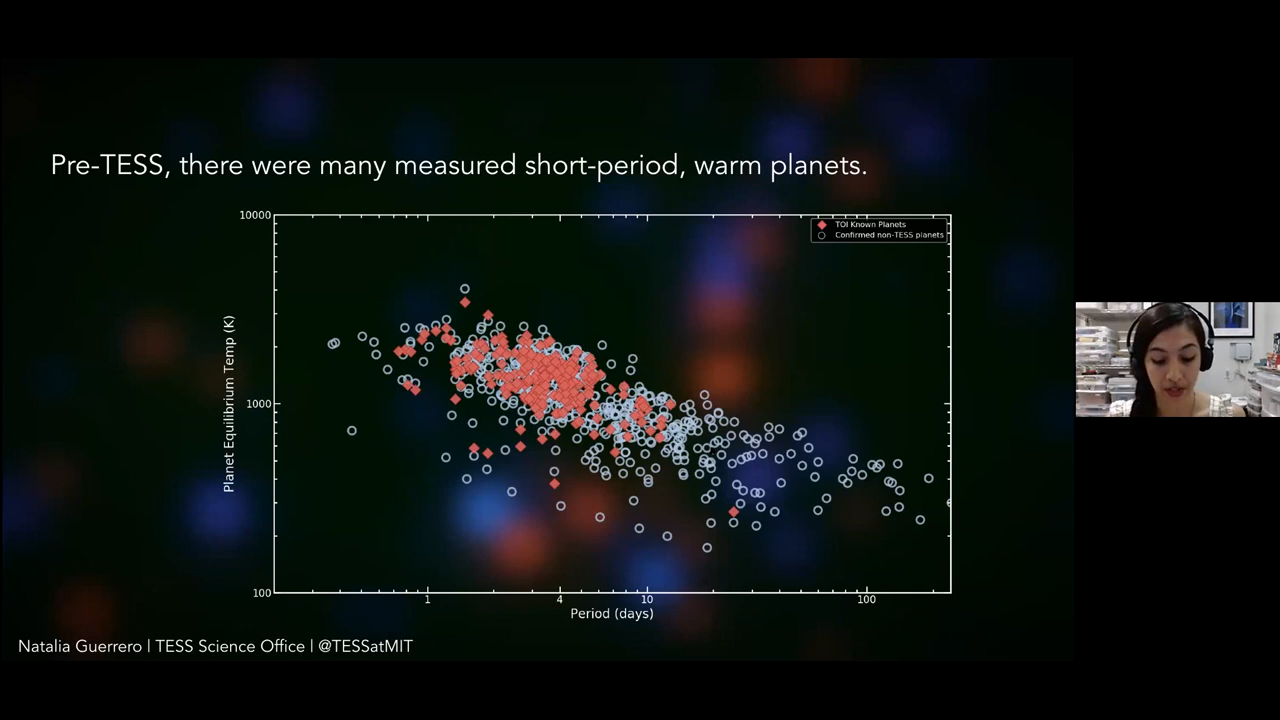 Pre-TESS, there were many measured short-period, warm planets.
10000
TOI Known Planets
Confirmed non-TESS planets
Planet Equilibrium Temp (K)
1000
100
1 4 10 100
Period (days)
Natalia Guerrero | TESS Science Office | @TESSatMIT